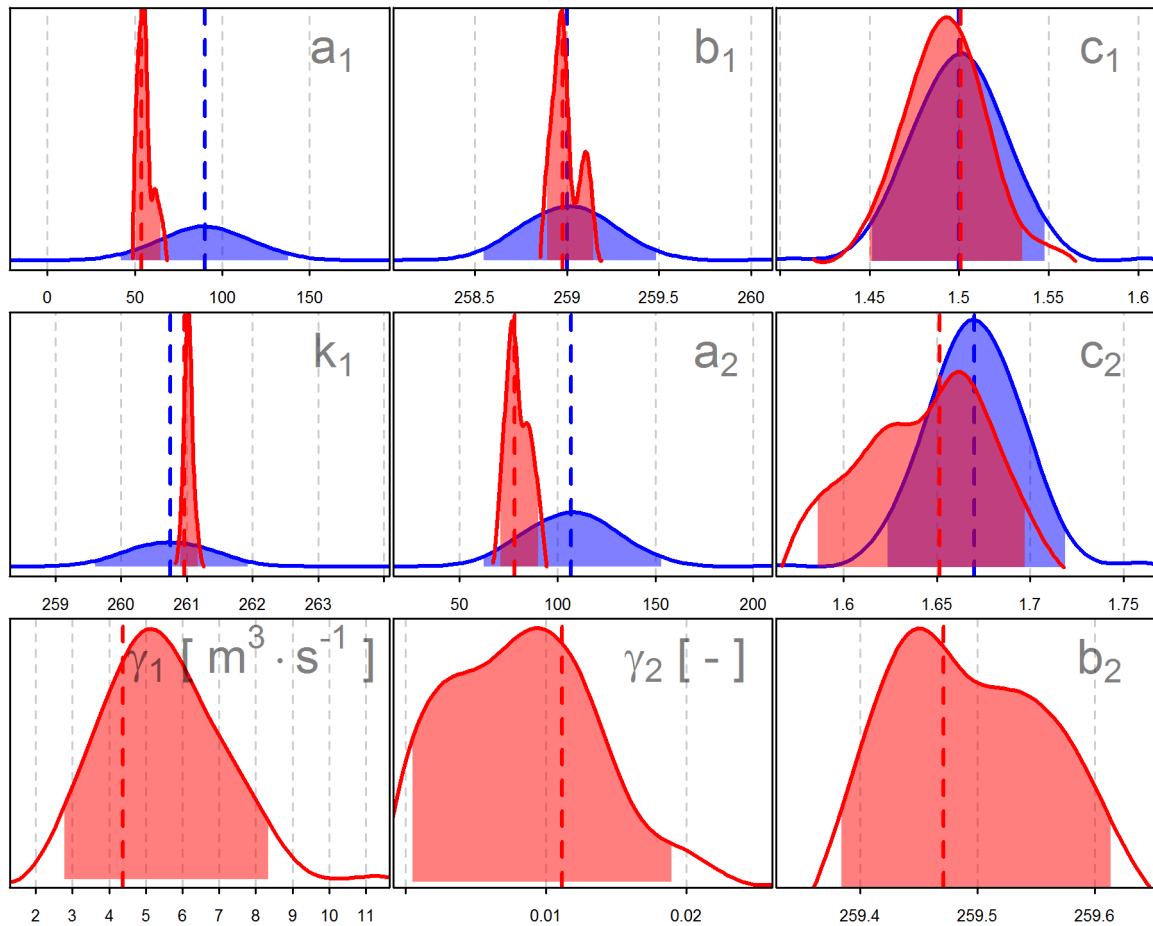 a₁ b₁ c₁
0 50 100 150 258.5 259 259.5 260 1.45 1.5 1.55 1.6
k₁ a₂ c₂
259 260 261 262 263 50 100 150 200 1.6 1.65 1.7 1.75
γ₁ [ m³ · s⁻¹ ] γ₂ [ - ] b₂
2 3 4 5 6 7 8 9 10 11 0.01 0.02 259.4 259.5 259.6